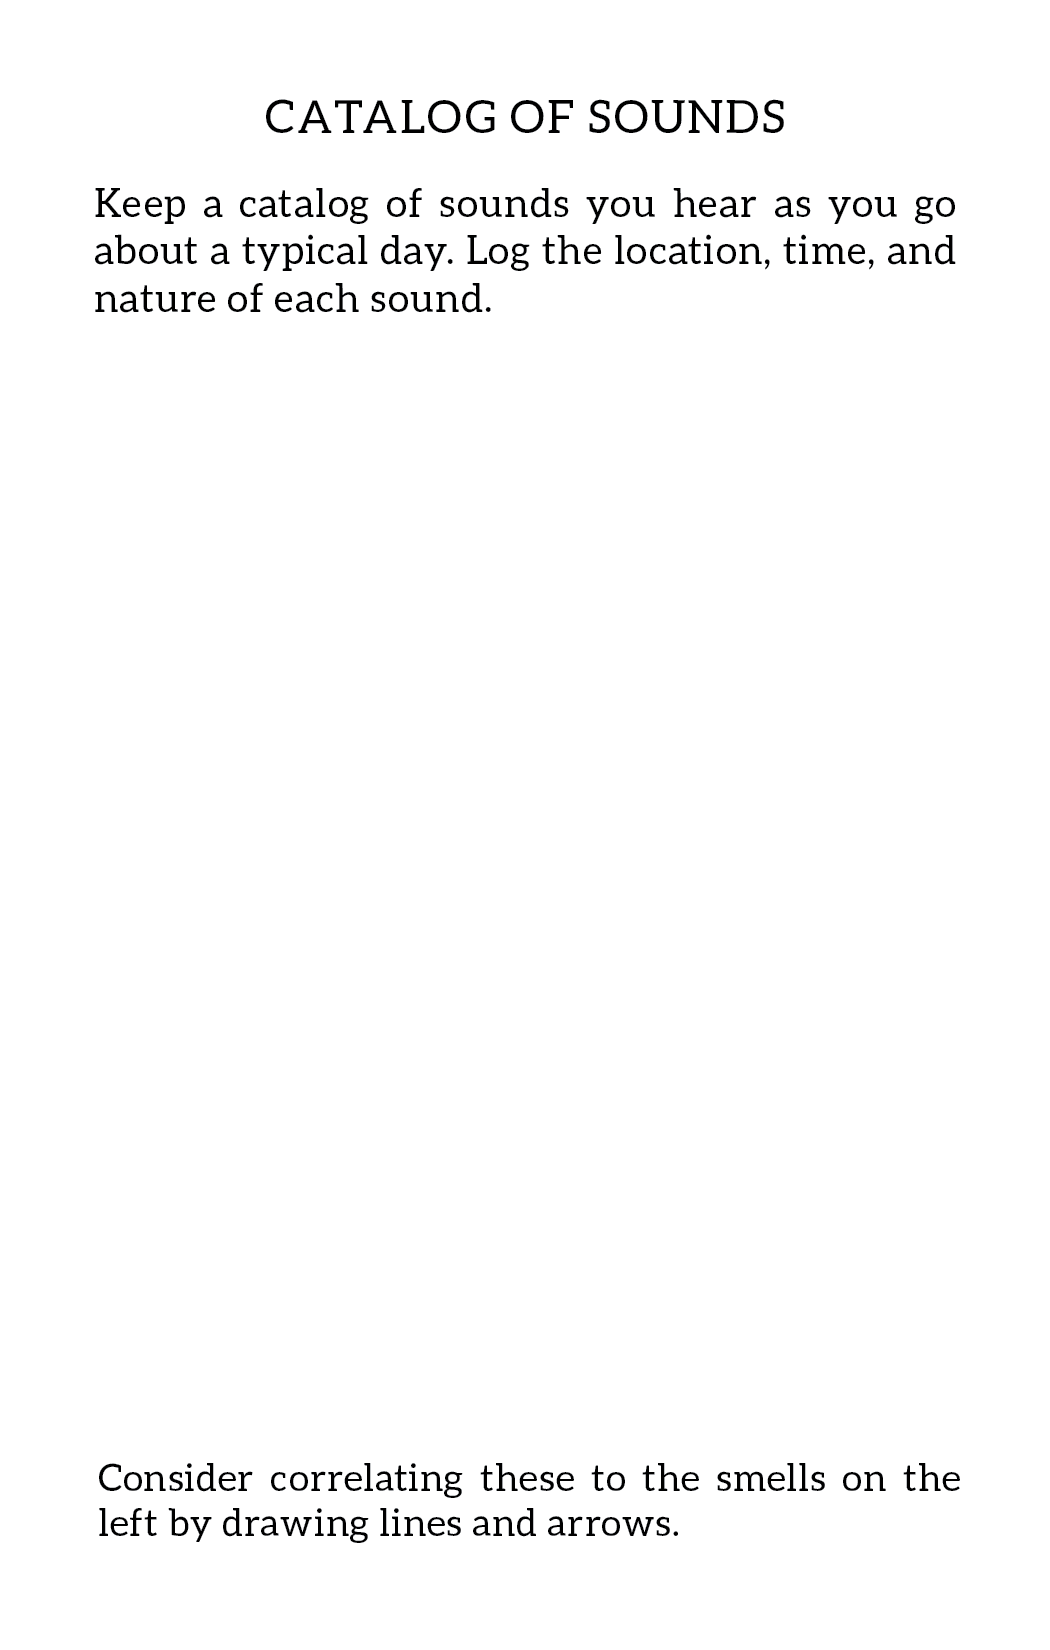 CATALOG OF SOUNDS
Keep a catalog of sounds you hear as you go
about a typical day. Log the location, time, and
nature of each sound.
Consider correlating these to the smells on the
left by drawing lines and arrows.